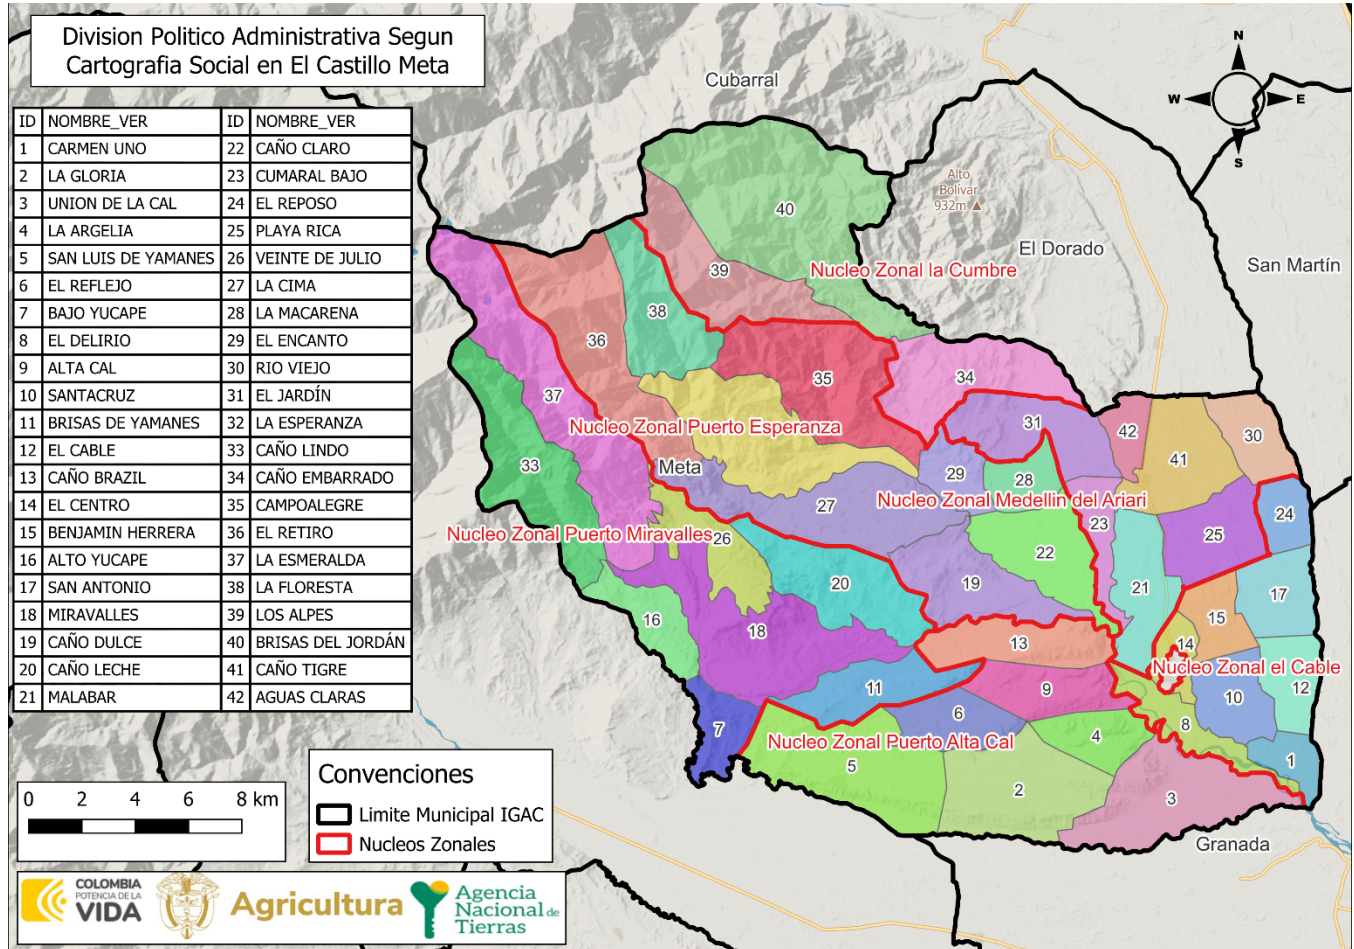 Division Politico Administrativa Segun
Cartografia Social en El Castillo Meta
ID NOMBRE_VER ID NOMBRE_VER
1 CARMEN UNO 22 CAÑO CLARO
2 LA GLORIA 23 CUMARAL BAJO
3 UNION DE LA CAL 24 EL REPOSO
4 LA ARGELIA 25 PLAYA RICA
5 SAN LUIS DE YAMANES 26 VEINTE DE JULIO
6 EL REFLEJO 27 LA CIMA
7 BAJO YUCAPE 28 LA MACARENA
8 EL DELIRIO 29 EL ENCANTO
9 ALTA CAL 30 RIO VIEJO
10 SANTACRUZ 31 EL JARDÍN
11 BRISAS DE YAMANES 32 LA ESPERANZA
12 EL CABLE 33 CAÑO LINDO
13 CAÑO BRAZIL 34 CAÑO EMBARRADO
14 EL CENTRO 35 CAMPOALEGRE
15 BENJAMIN HERRERA 36 EL RETIRO
16 ALTO YUCAPE 37 LA ESMERALDA
17 SAN ANTONIO 38 LA FLORESTA
18 MIRAVALLES 39 LOS ALPES
19 CAÑO DULCE 40 BRISAS DEL JORDÁN
20 CAÑO LECHE 41 CAÑO TIGRE
21 MALABAR 42 AGUAS CLARAS
N
W E
S
Cubarral
Alto
Bolívar
932m ▲
El Dorado
San Martín
40
Nucleo Zonal la Cumbre
39
38
36
35
34
37
31
42
41
30
Nucleo Zonal Puerto Esperanza
33
Meta
29
28
Nucleo Zonal Medellin del Ariari
27
23
24
25
Nucleo Zonal Puerto Miravalles
26
22
20
19
21
17
16
18
15
13
14
Nucleo Zonal el Cable
11
9
10
12
6
7
8
4
Nucleo Zonal Puerto Alta Cal
5
1
2
3
Granada
0 2 4 6 8 km
Convenciones
Limite Municipal IGAC
Nucleos Zonales
COLOMBIA
POTENCIA DE LA
VIDA
Agricultura
Agencia
Nacional de
Tierras